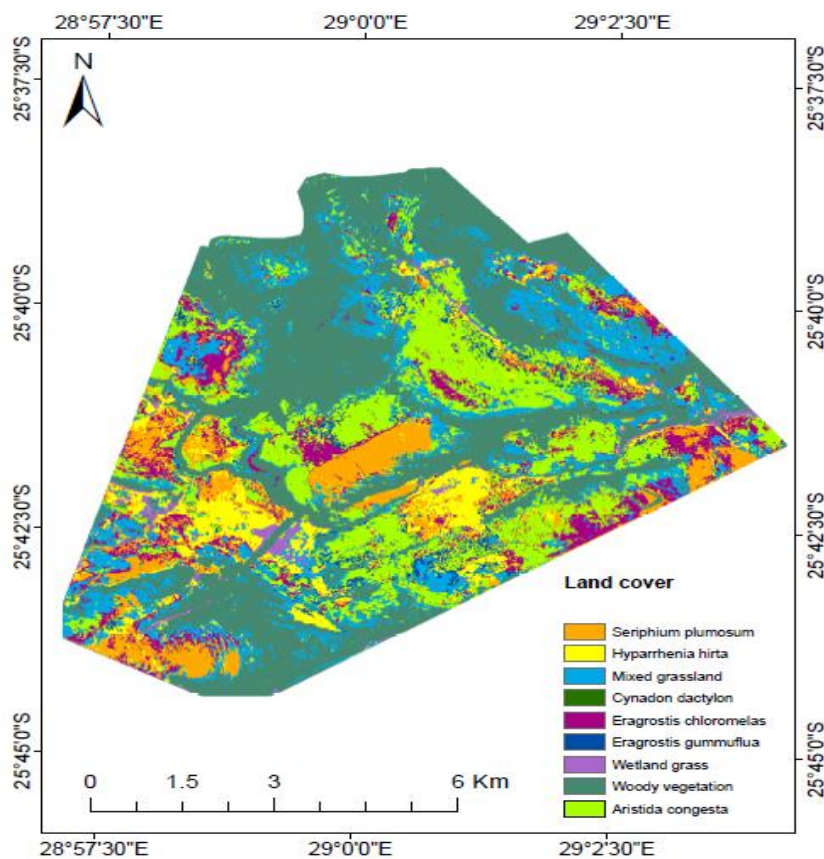 28°57'30"E 29°0'0"E 29°2'30"E
N
25°37'30"S 25°37'30"S
25°40'0"S 25°40'0"S
25°42'30"S 25°42'30"S
Land cover
Seriphium plumosum
Hyparrhenia hirta
Mixed grassland
Cynadon dactylon
Eragrostis chloromelas
Eragrostis gummuflua
Wetland grass
Woody vegetation
Aristida congesta
25°45'0"S 25°45'0"S
0 1.5 3 6 Km
28°57'30"E 29°0'0"E 29°2'30"E